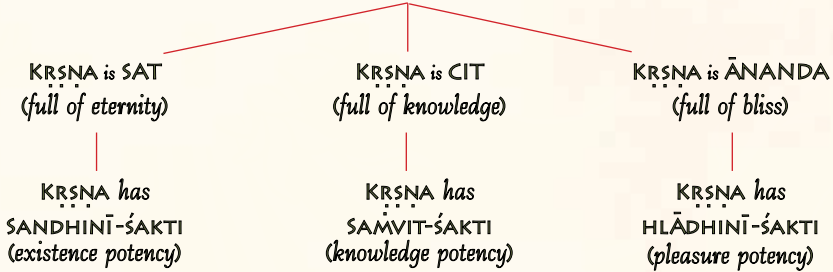 KṚṢṆA is SAT
(full of eternity)
KṚṢṆA is CIT
(full of knowledge)
KṚṢṆA is ĀNANDA
(full of bliss)
KṚṢṆA has
SANDHINĪ-ŚAKTI
(existence potency)
KṚṢṆA has
SAṀVIT-ŚAKTI
(knowledge potency)
KṚṢṆA has
HLĀDHINĪ-ŚAKTI
(pleasure potency)